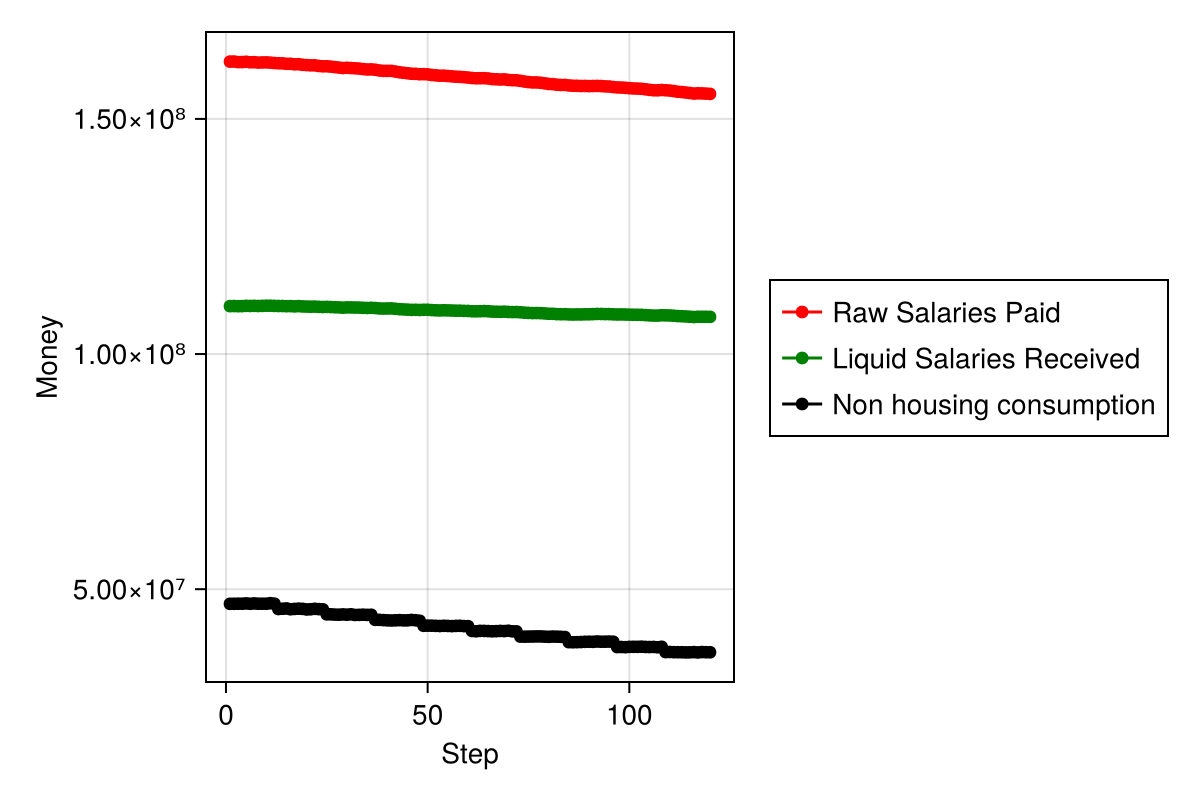 1.50×10⁸
1.00×10⁸
5.00×10⁷
Money
0
50
100
Step
Raw Salaries Paid
Liquid Salaries Received
Non housing consumption